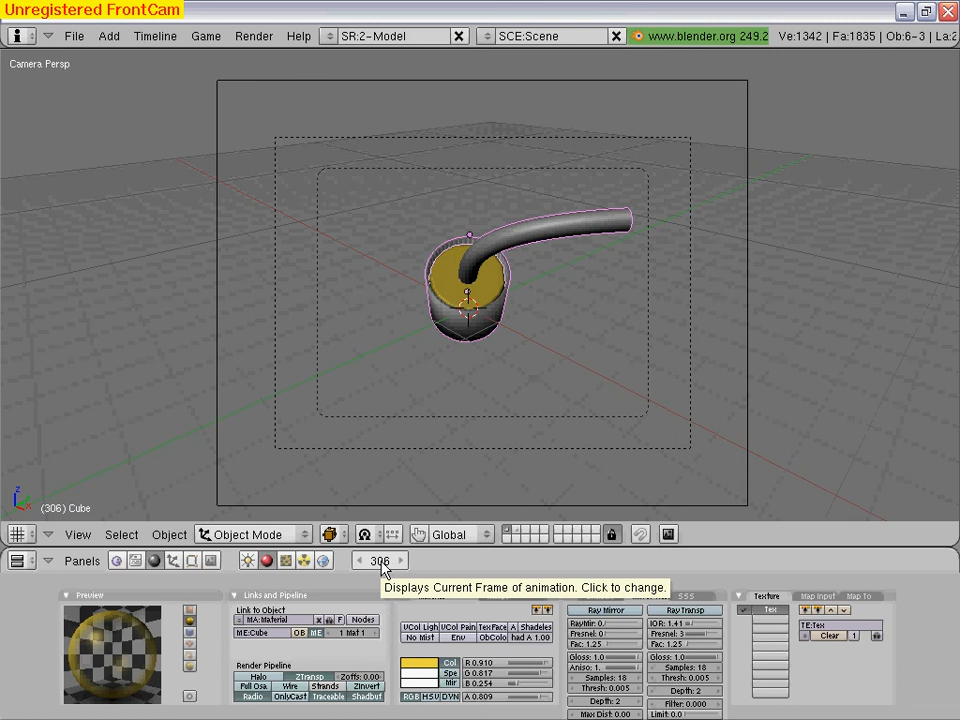 Unregistered FrontCam
File Add Timeline Game Render Help SR:2-Model SCE:Scene www.blender.org 249.2 Ve:1342 | Fa:1835 | Ob:6-3 | La:2
Camera Persp
z
x
(306) Cube
View Select Object Object Mode Global
Panels 306
Displays Current Frame of animation. Click to change.
Preview Links and Pipeline SSS Texture Map Input Map To
Link to Object Ray Mirror Ray Transp Tex
MA:Material F Nodes VCol Ligh VCol Pain TexFace A Shadeles RayMir: 0. IOR: 1.41 TE:Tex
ME:Cube OB ME 1 Mat 1 No Mist Env ObColo had A 1.00 Fresnel: 0 Fresnel: 3 Clear 1
Fac: 1.25 Fac: 1.25
Col R 0.910 Gloss: 1.0 Gloss: 1.0
Render Pipeline Spe G 0.817 Aniso: 1. Samples: 18
Halo ZTransp Zoffs: 0.00 Mir B 0.254 Samples: 18 Thresh: 0.005
Full Osa Wire Strands ZInvert Thresh: 0.005 Depth: 2
Radio OnlyCast Traceable Shadbuf RGB HSV DYN A 0.809 Depth: 2 Filter: 0.000
Max Dist: 0.00 Limit: 0.0